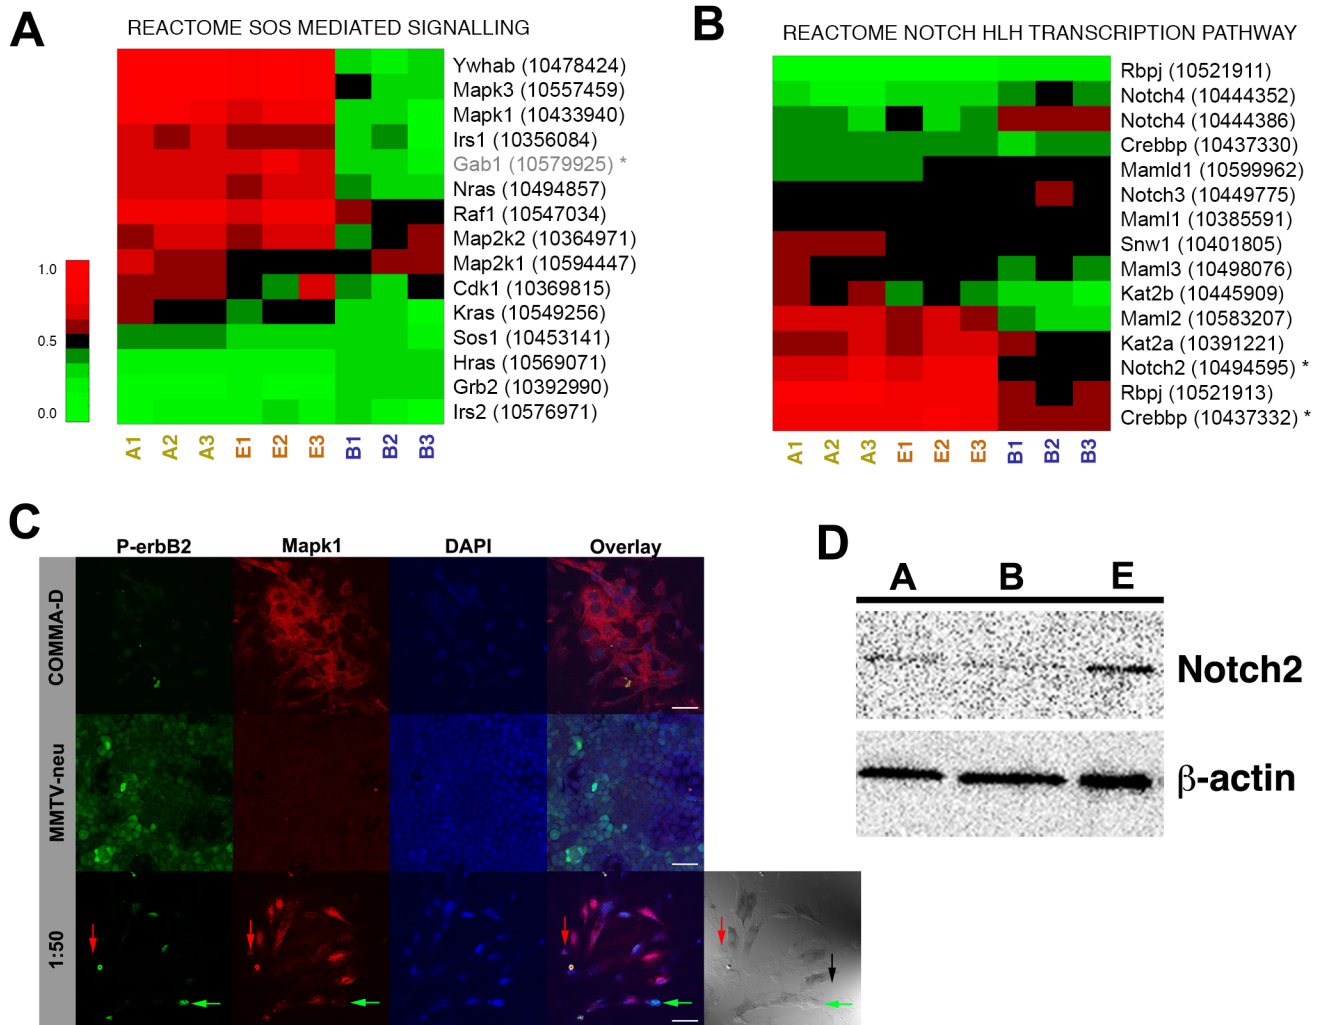 A
REACTOME SOS MEDIATED SIGNALLING
Ywhab (10478424)
Mapk3 (10557459)
Mapk1 (10433940)
Irs1 (10356084)
Gab1 (10579925) *
Nras (10494857)
Raf1 (10547034)
Map2k2 (10364971)
Map2k1 (10594447)
Cdk1 (10369815)
Kras (10549256)
Sos1 (10453141)
Hras (10569071)
Grb2 (10392990)
Irs2 (10576971)
1.0
0.5
0.0
A1 A2 A3 E1 E2 E3 B1 B2 B3
B
REACTOME NOTCH HLH TRANSCRIPTION PATHWAY
Rbpj (10521911)
Notch4 (10444352)
Notch4 (10444386)
Crebbp (10437330)
Mamld1 (10599962)
Notch3 (10449775)
Maml1 (10385591)
Snw1 (10401805)
Maml3 (10498076)
Kat2b (10445909)
Maml2 (10583207)
Kat2a (10391221)
Notch2 (10494595) *
Rbpj (10521913)
Crebbp (10437332) *
A1 A2 A3 E1 E2 E3 B1 B2 B3
C
P-erbB2 Mapk1 DAPI Overlay
COMMA-D
MMTV-neu
1:50
D
A B E
Notch2
β-actin